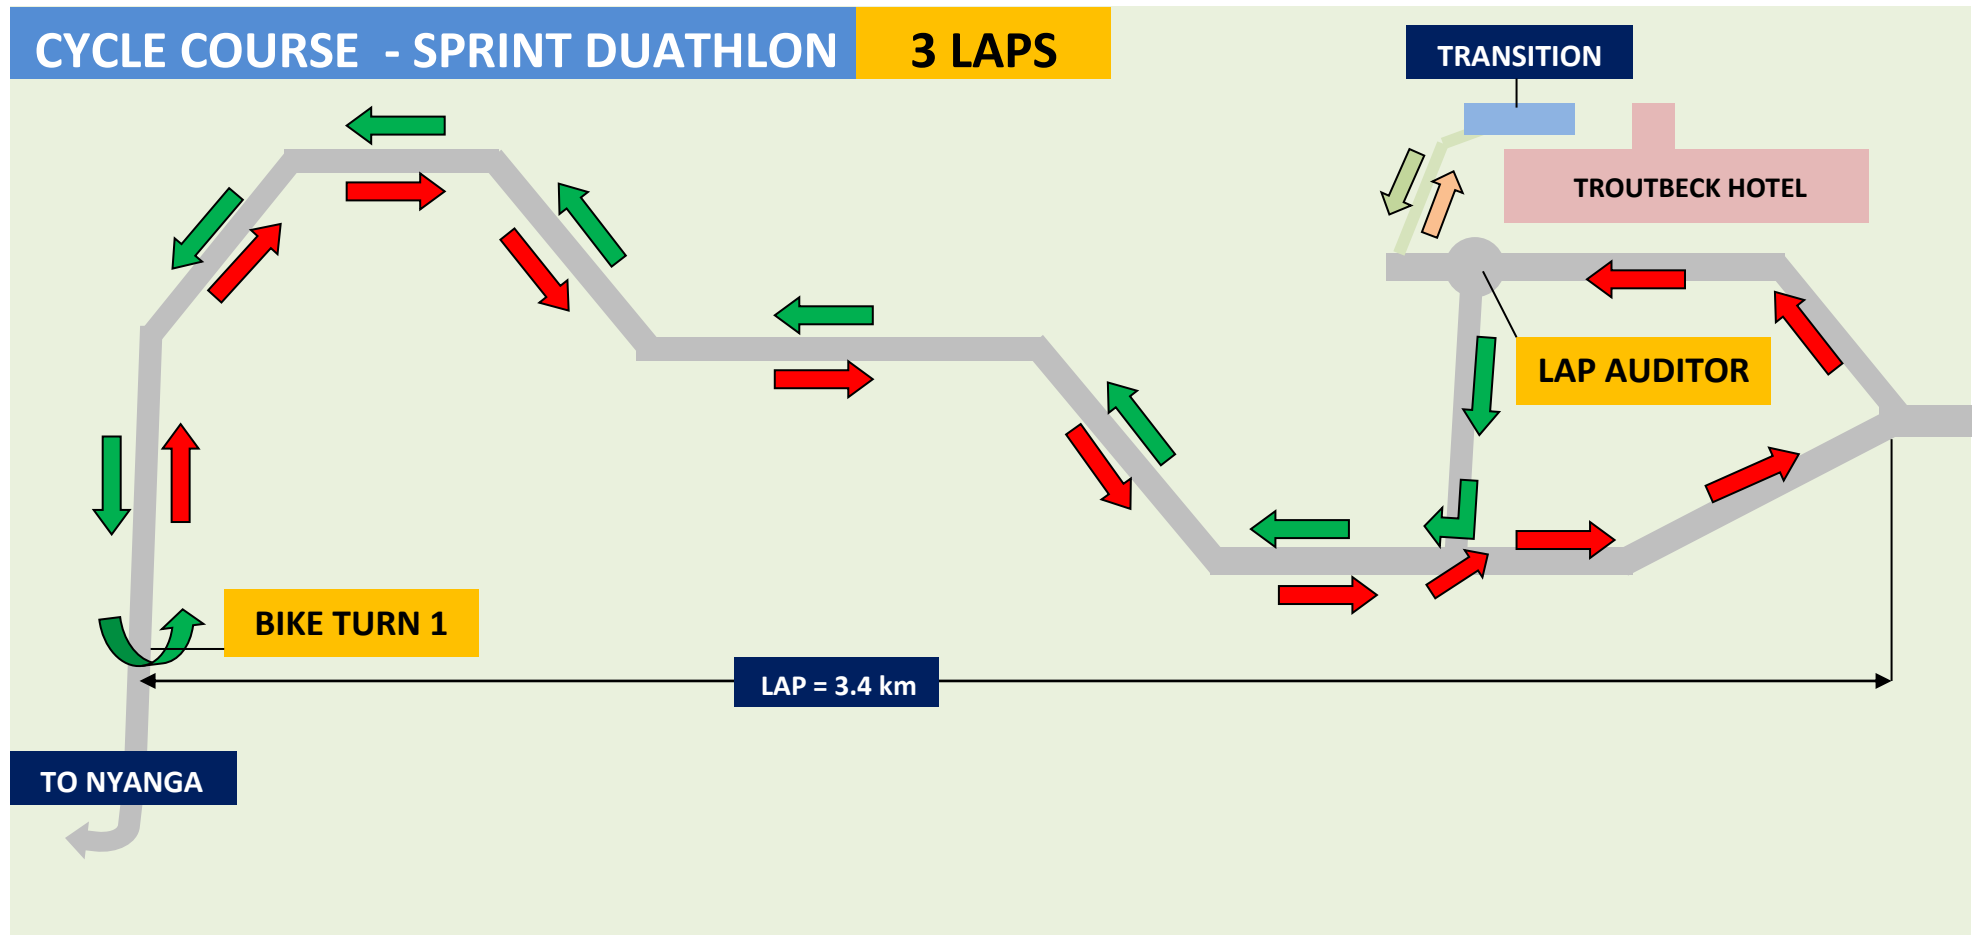 CYCLE COURSE - SPRINT DUATHLON
3 LAPS
TRANSITION
TROUTBECK HOTEL
LAP AUDITOR
BIKE TURN 1
LAP = 3.4 km
TO NYANGA